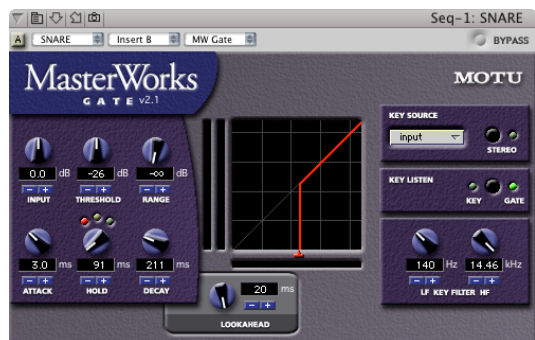 Seq-1: SNARE
A SNARE Insert B MW Gate BYPASS
MasterWorks
GATE v2.1
MOTU
KEY SOURCE
input
STEREO
0.0 dB -26 dB -∞ dB
- + - + - +
INPUT THRESHOLD RANGE
KEY LISTEN
KEY GATE
3.0 ms 91 ms 211 ms
- + - + - +
ATTACK HOLD DECAY
140 Hz 14.46 kHz
- + - +
LF KEY FILTER HF
20 ms
- +
LOOKAHEAD